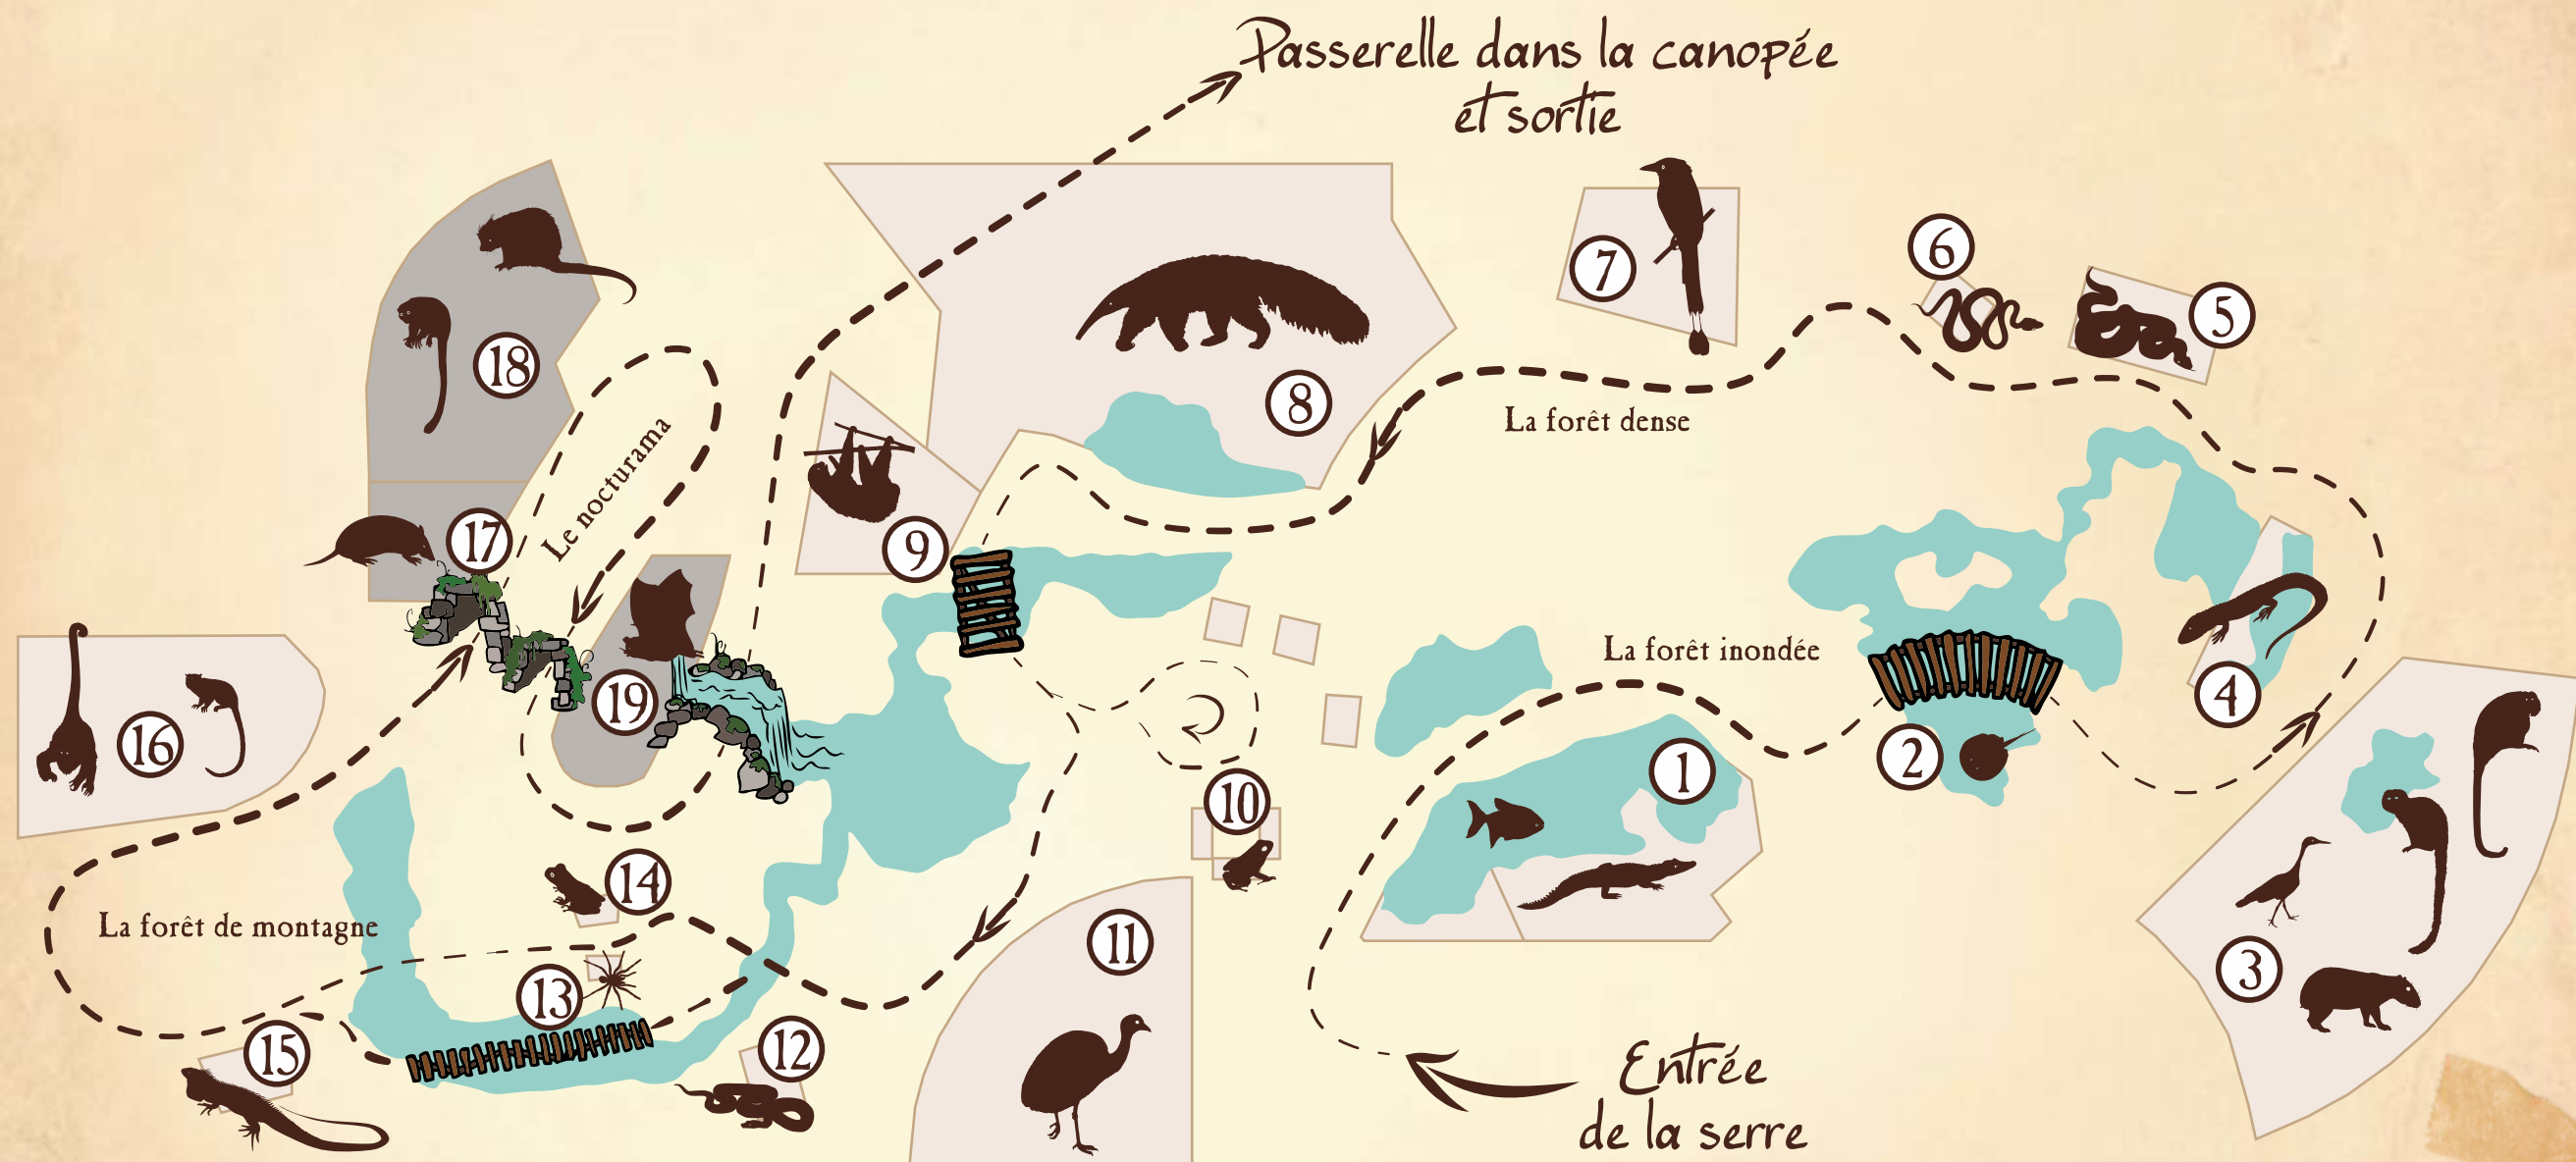 Passerelle dans la canopée
et sortie
7
6
5
18
8
La forêt dense
Le nocturama
17
9
La forêt inondée
4
16
19
1
2
10
14
La forêt de montagne
11
3
13
15
12
Entrée
de la serre